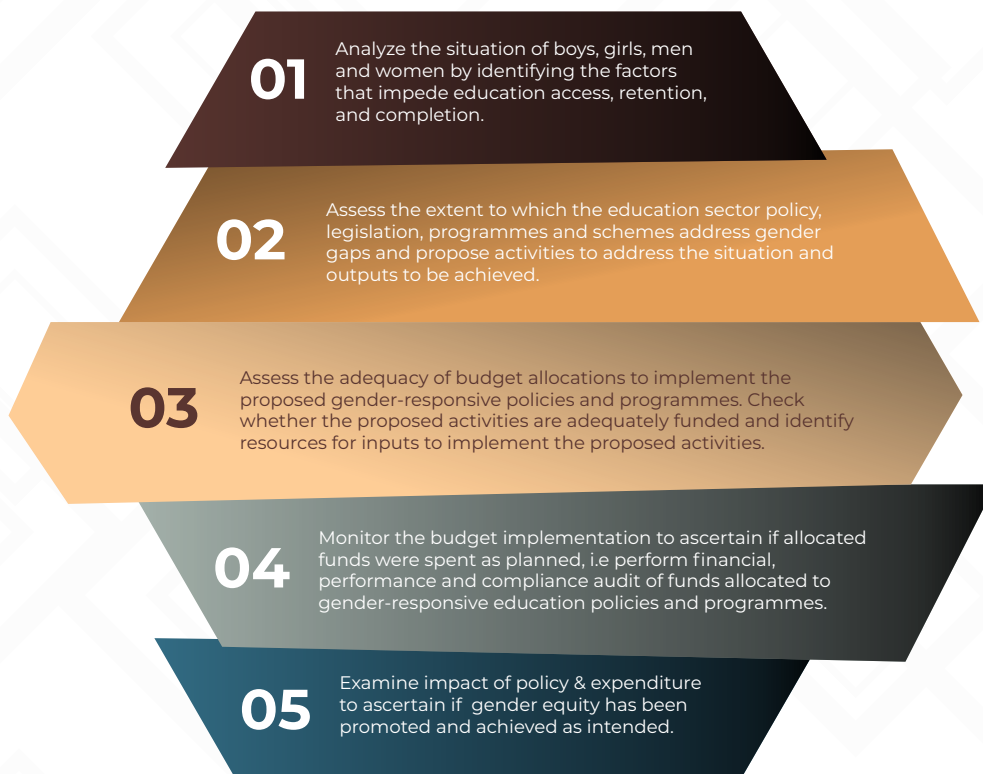 01
Analyze the situation of boys, girls, men
and women by identifying the factors
that impede education access, retention,
and completion.
02
Assess the extent to which the education sector policy,
legislation, programmes and schemes address gender
gaps and propose activities to address the situation and
outputs to be achieved.
03
Assess the adequacy of budget allocations to implement the
proposed gender-responsive policies and programmes. Check
whether the proposed activities are adequately funded and identify
resources for inputs to implement the proposed activities.
04
Monitor the budget implementation to ascertain if allocated
funds were spent as planned, i.e perform financial,
performance and compliance audit of funds allocated to
gender-responsive education policies and programmes.
05
Examine impact of policy & expenditure
to ascertain if  gender equity has been
promoted and achieved as intended.